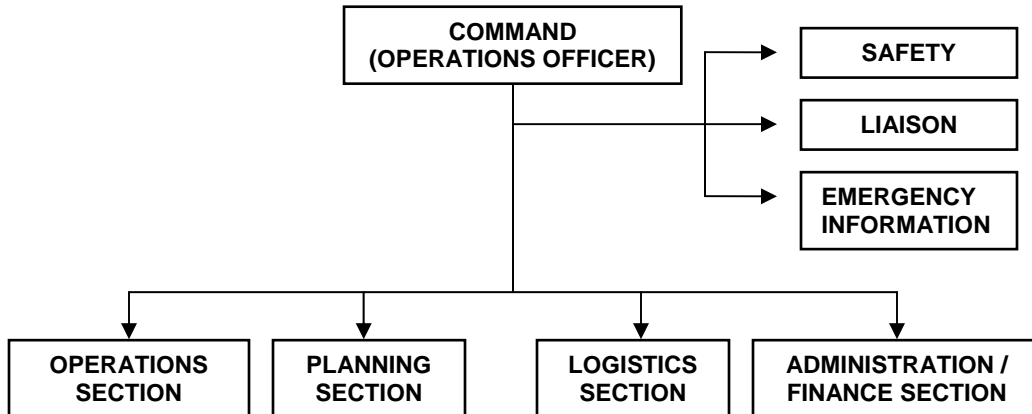 COMMAND
(OPERATIONS OFFICER)
SAFETY
LIAISON
EMERGENCY
INFORMATION
OPERATIONS
SECTION
PLANNING
SECTION
LOGISTICS
SECTION
ADMINISTRATION /
FINANCE SECTION